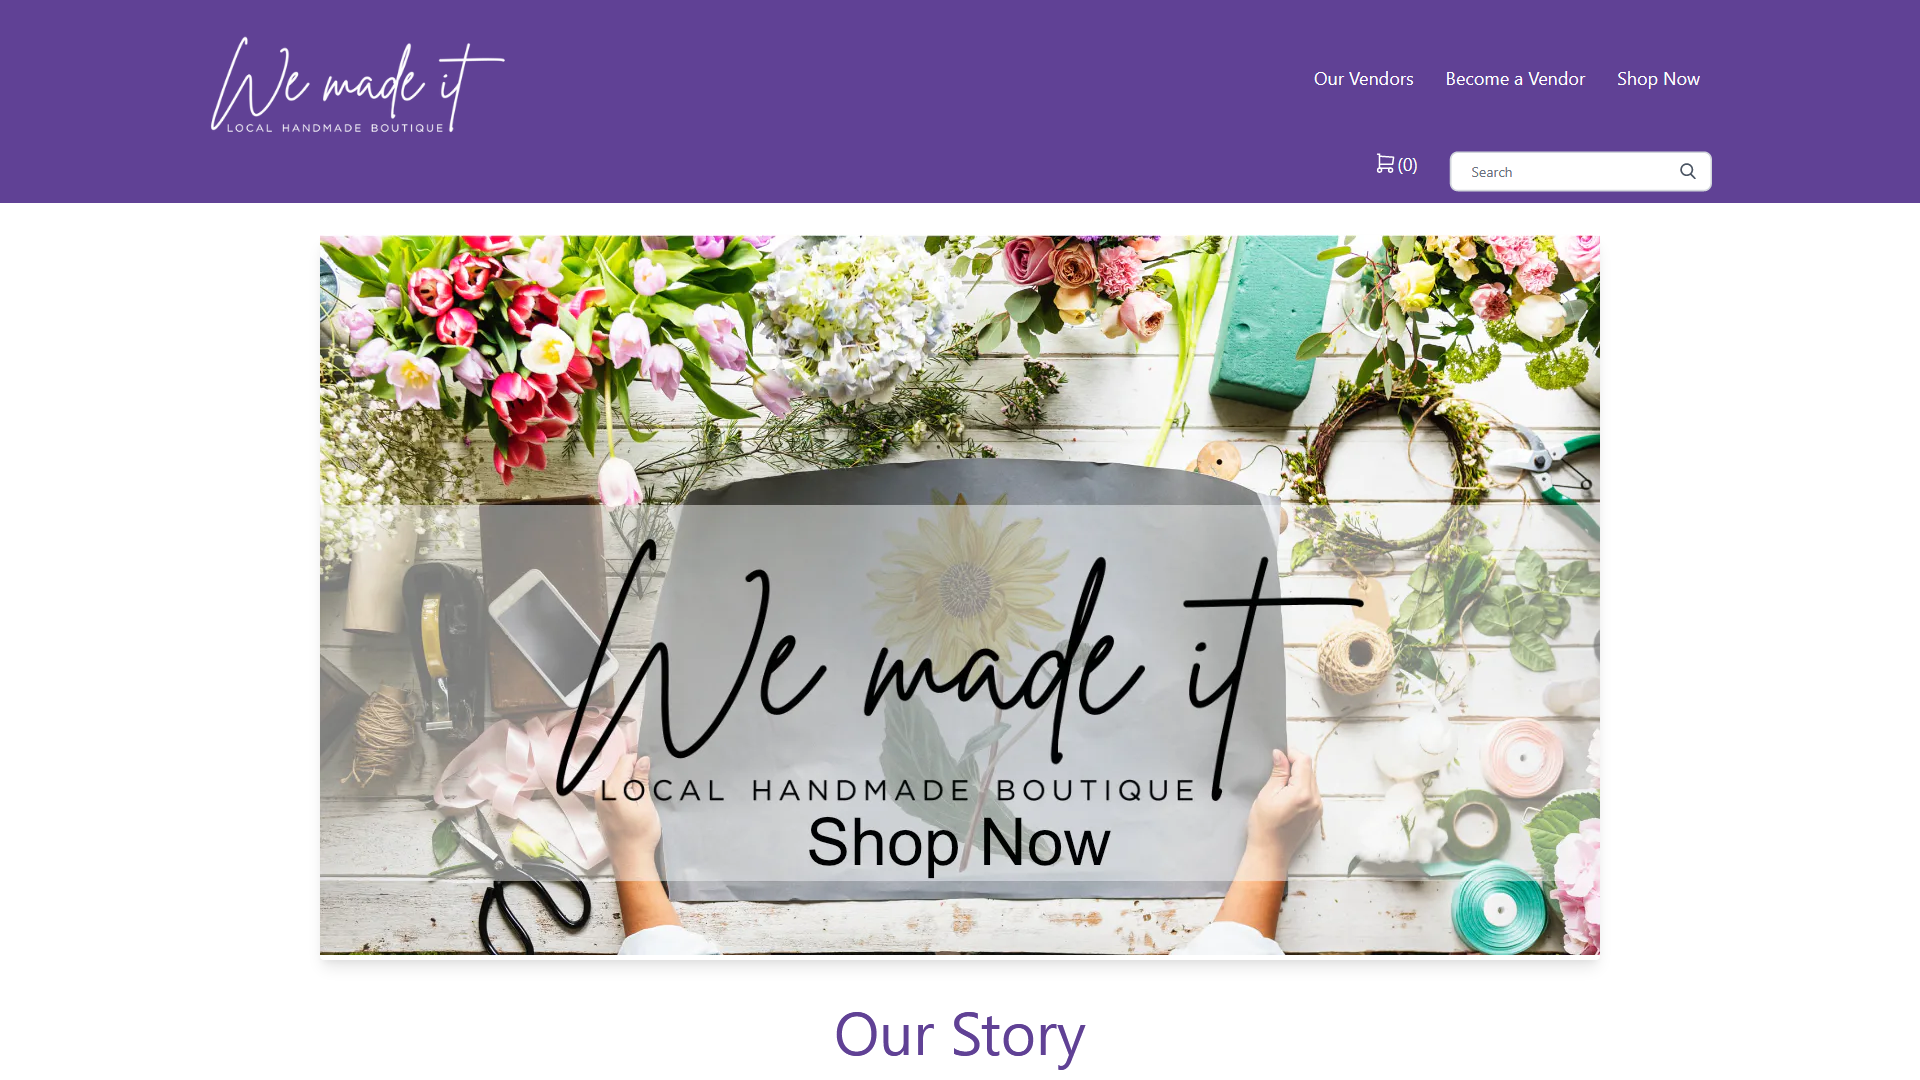 We made it
LOCAL HANDMADE BOUTIQUE
Our Vendors
Become a Vendor
Shop Now
(0)
Search
We made it
LOCAL HANDMADE BOUTIQUE
Shop Now
Our Story